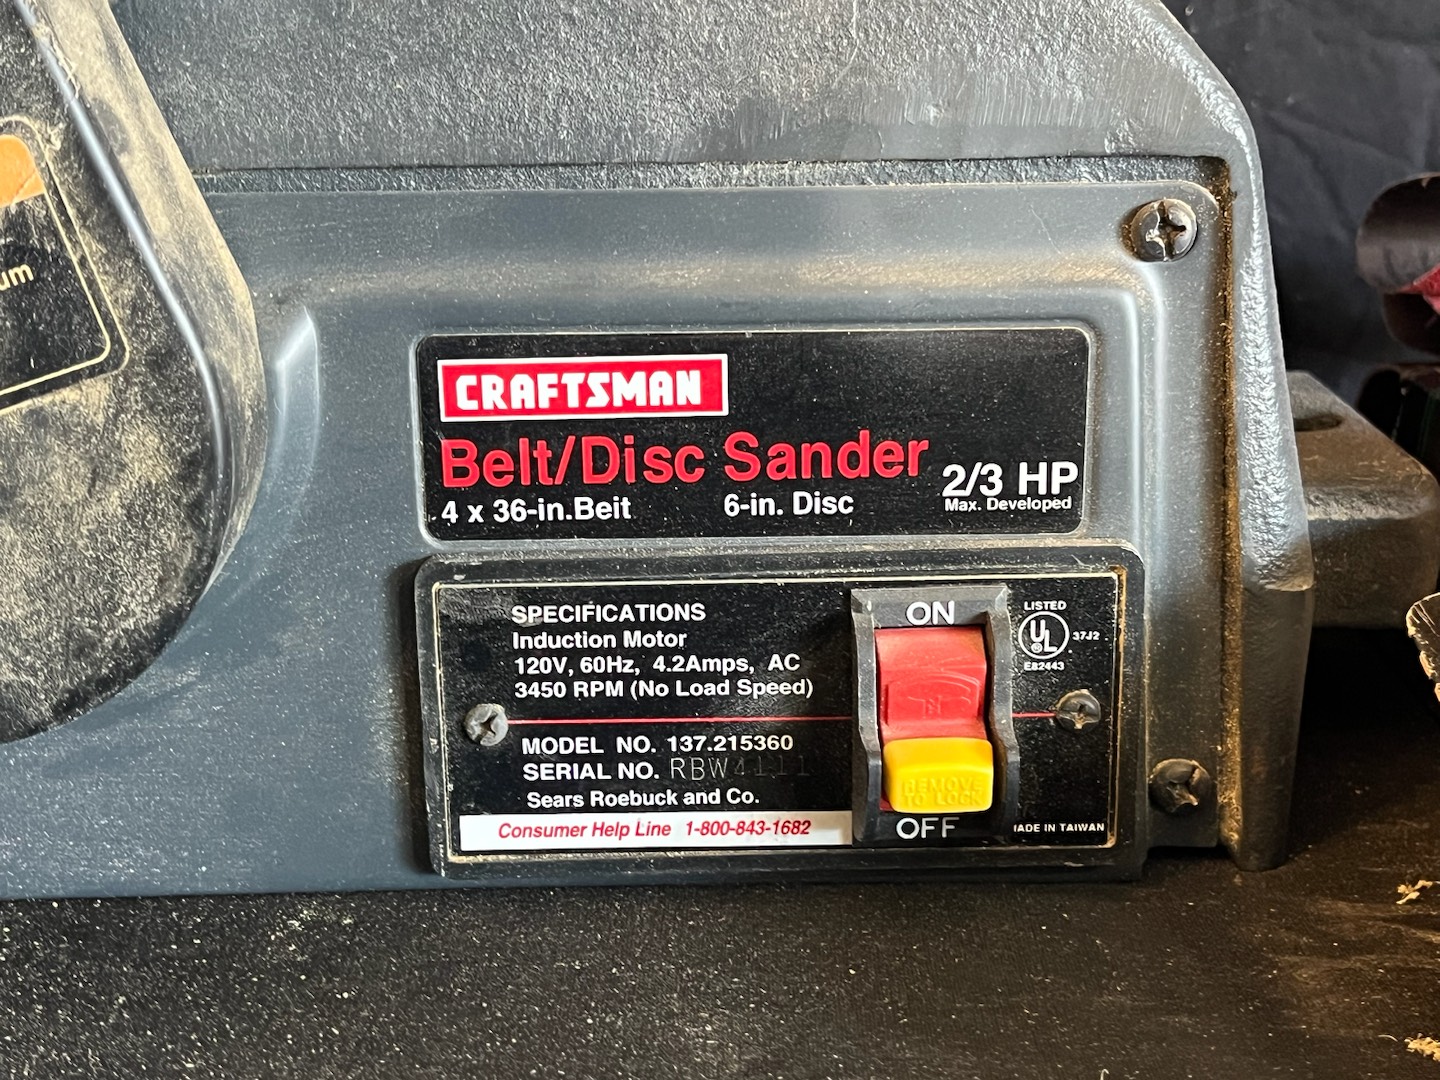 um
CRAFTSMAN
Belt/Disc Sander
4 x 36-in.Belt 6-in. Disc
2/3 HP
Max. Developed
SPECIFICATIONS
Induction Motor
120V, 60Hz, 4.2Amps, AC
3450 RPM (No Load Speed)
MODEL NO. 137.215360
SERIAL NO. RBW4111
Sears Roebuck and Co.
Consumer Help Line 1-800-843-1682
ON
REMOVE
TO LOCK
OFF
LISTED
UL
37J2
E82443
MADE IN TAIWAN